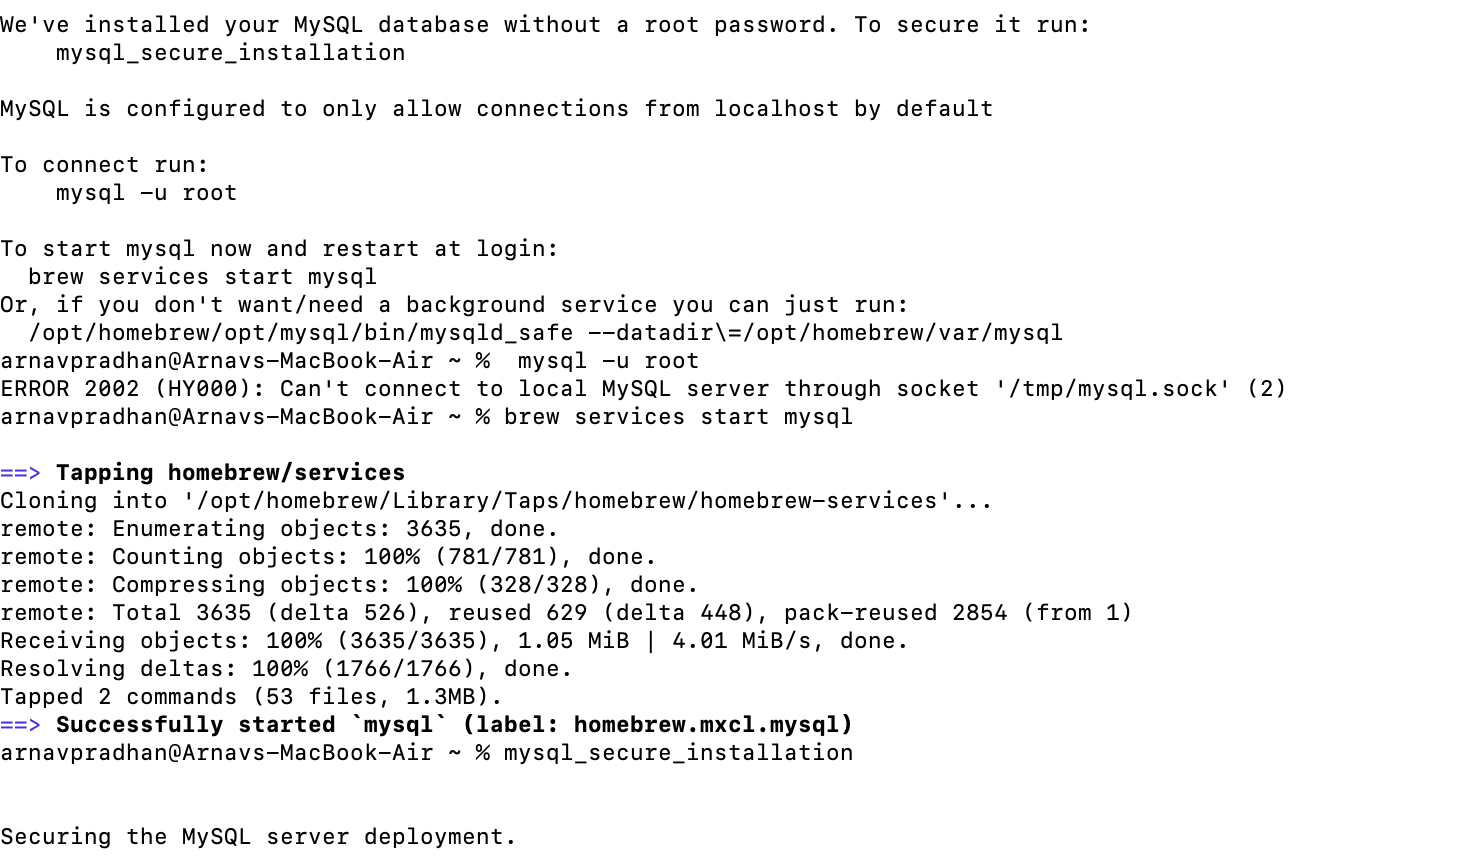 We've installed your MySQL database without a root password. To secure it run:
    mysql_secure_installation

MySQL is configured to only allow connections from localhost by default

To connect run:
    mysql -u root

To start mysql now and restart at login:
  brew services start mysql
Or, if you don't want/need a background service you can just run:
  /opt/homebrew/opt/mysql/bin/mysqld_safe --datadir\=/opt/homebrew/var/mysql
arnavpradhan@Arnavs-MacBook-Air ~ %  mysql -u root
ERROR 2002 (HY000): Can't connect to local MySQL server through socket '/tmp/mysql.sock' (2)
arnavpradhan@Arnavs-MacBook-Air ~ % brew services start mysql

==> Tapping homebrew/services
Cloning into '/opt/homebrew/Library/Taps/homebrew/homebrew-services'...
remote: Enumerating objects: 3635, done.
remote: Counting objects: 100% (781/781), done.
remote: Compressing objects: 100% (328/328), done.
remote: Total 3635 (delta 526), reused 629 (delta 448), pack-reused 2854 (from 1)
Receiving objects: 100% (3635/3635), 1.05 MiB | 4.01 MiB/s, done.
Resolving deltas: 100% (1766/1766), done.
Tapped 2 commands (53 files, 1.3MB).
==> Successfully started `mysql` (label: homebrew.mxcl.mysql)
arnavpradhan@Arnavs-MacBook-Air ~ % mysql_secure_installation


Securing the MySQL server deployment.